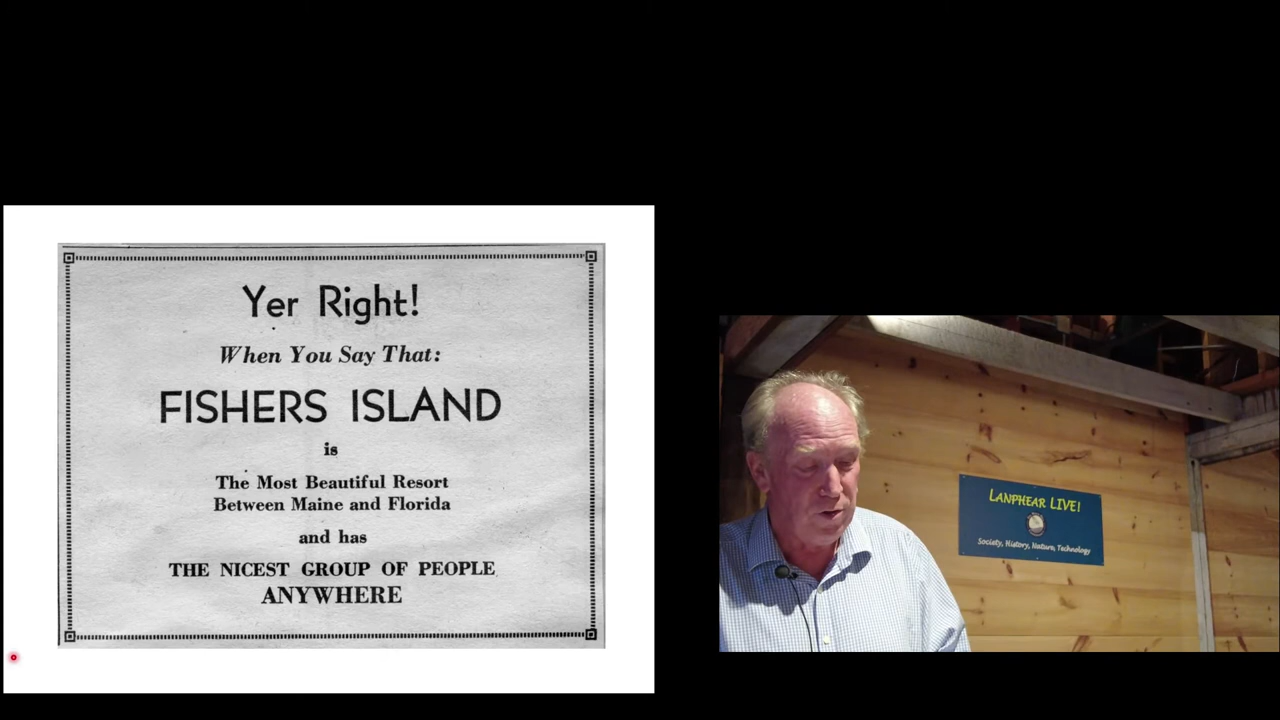 Yer Right!
When You Say That:
FISHERS ISLAND
is
The Most Beautiful Resort
Between Maine and Florida
and has
THE NICEST GROUP OF PEOPLE
ANYWHERE
LANPHEAR LIVE!
Society, History, Nature, Technology